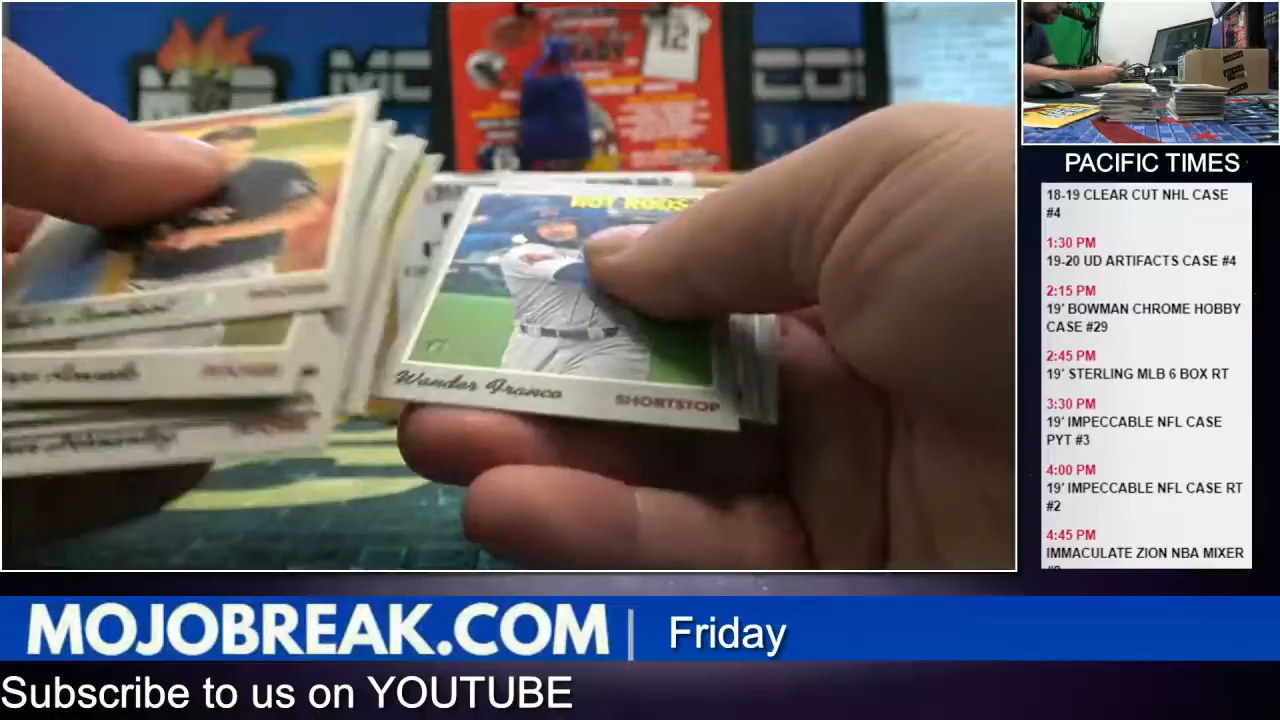 12
PACIFIC TIMES
18-19 CLEAR CUT NHL CASE
#4
1:30 PM
19-20 UD ARTIFACTS CASE #4
2:15 PM
19' BOWMAN CHROME HOBBY
CASE #29
2:45 PM
19' STERLING MLB 6 BOX RT
3:30 PM
19' IMPECCABLE NFL CASE
PYT #3
4:00 PM
19' IMPECCABLE NFL CASE RT
#2
4:45 PM
IMMACULATE ZION NBA MIXER
Wander Franco
SHORTSTOP
MOJOBREAK.COM | Friday
Subscribe to us on YOUTUBE